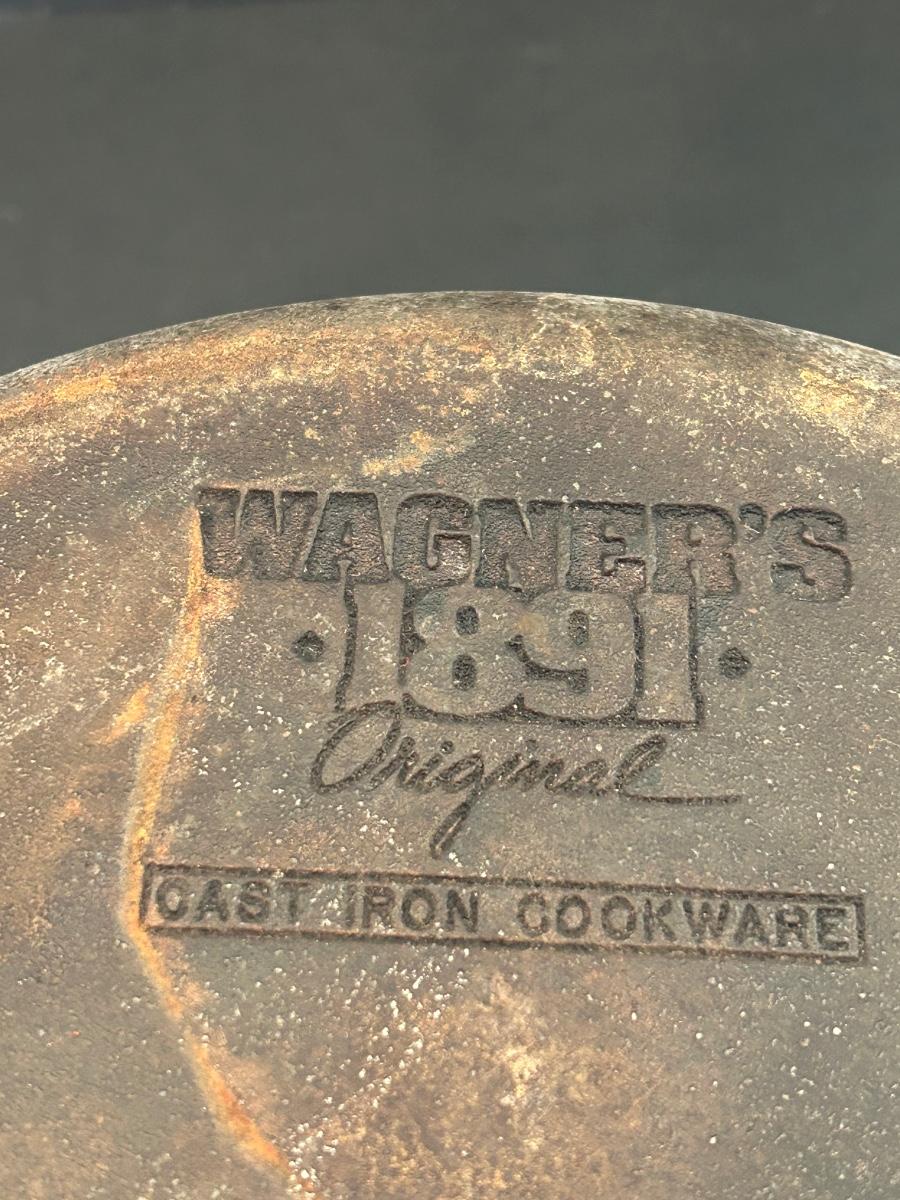 WAGNER'S
·1891·
Original
CAST IRON COOKWARE